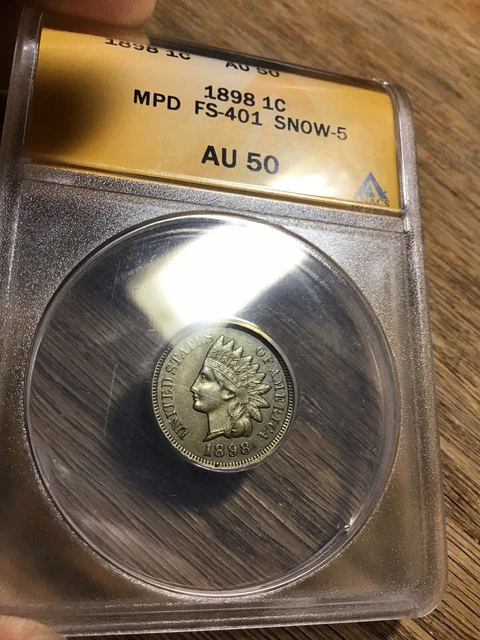 1898 1C AU 50
1898 1C
MPD FS-401 SNOW-5
AU 50
ANACS
UNITED STATES OF AMERICA
1898